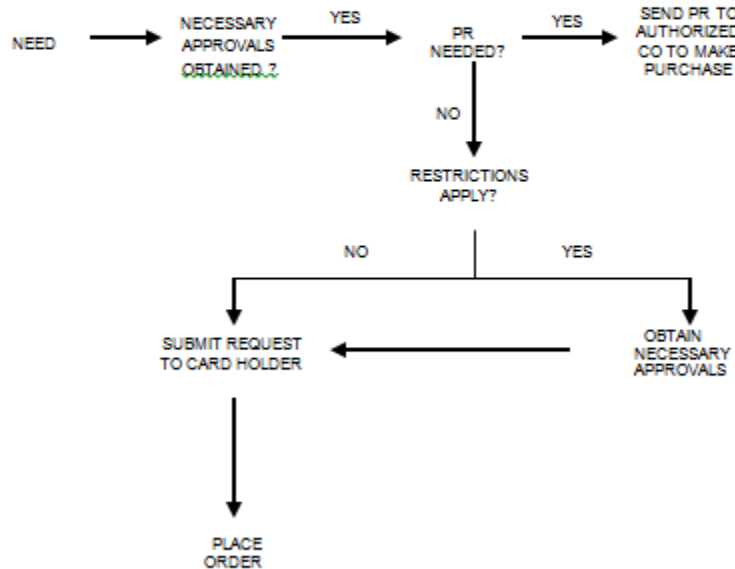 NEED
NECESSARY
APPROVALS
OBTAINED ?
YES
PR
NEEDED?
YES
SEND PR TO
AUTHORIZED
CO TO MAKE
PURCHASE
NO
RESTRICTIONS
APPLY?
NO
YES
SUBMIT REQUEST
TO CARD HOLDER
OBTAIN
NECESSARY
APPROVALS
PLACE
ORDER